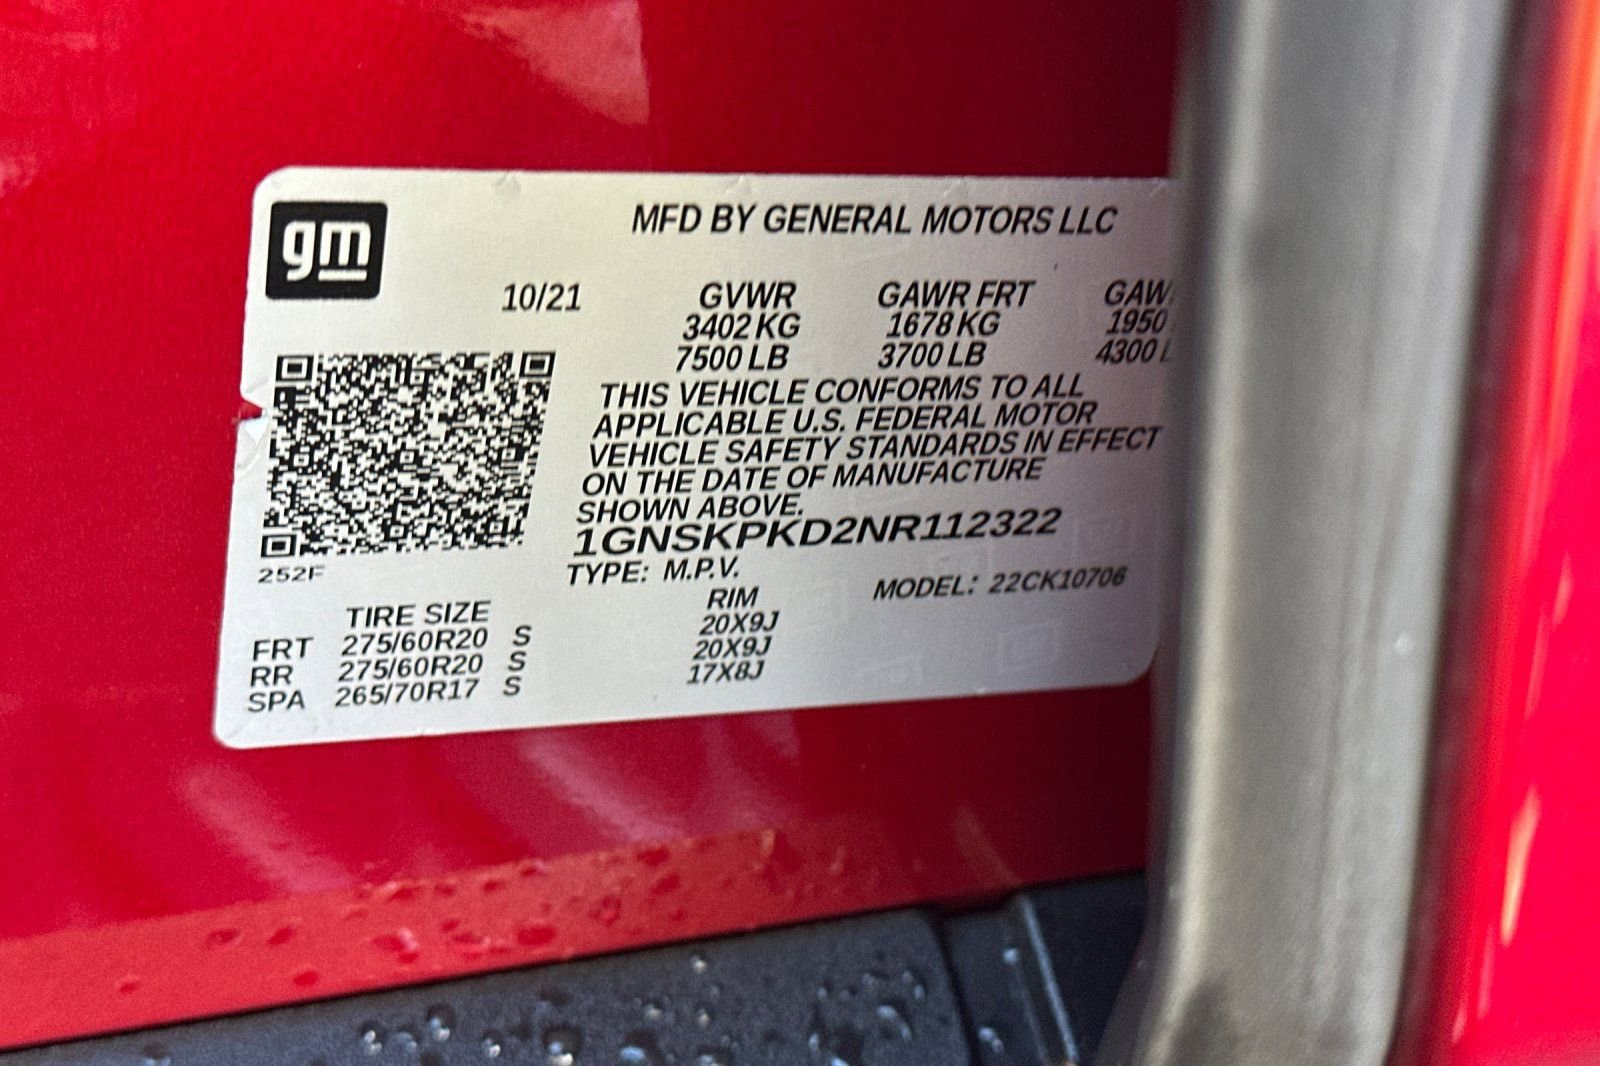 gm
MFD BY GENERAL MOTORS LLC
10/21 GVWR GAWR FRT
3402 KG 1678 KG 1950
7500 LB 3700 LB 4300
THIS VEHICLE CONFORMS TO ALL
APPLICABLE U.S. FEDERAL MOTOR
VEHICLE SAFETY STANDARDS IN EFFECT
ON THE DATE OF MANUFACTURE
SHOWN ABOVE.
1GNSKPKD2NR112322
252F
TYPE: M.P.V. MODEL: 22CK10706
TIRE SIZE RIM
FRT 275/60R20 S 20X9J
RR 275/60R20 S 20X9J
SPA 265/70R17 S 17X8J